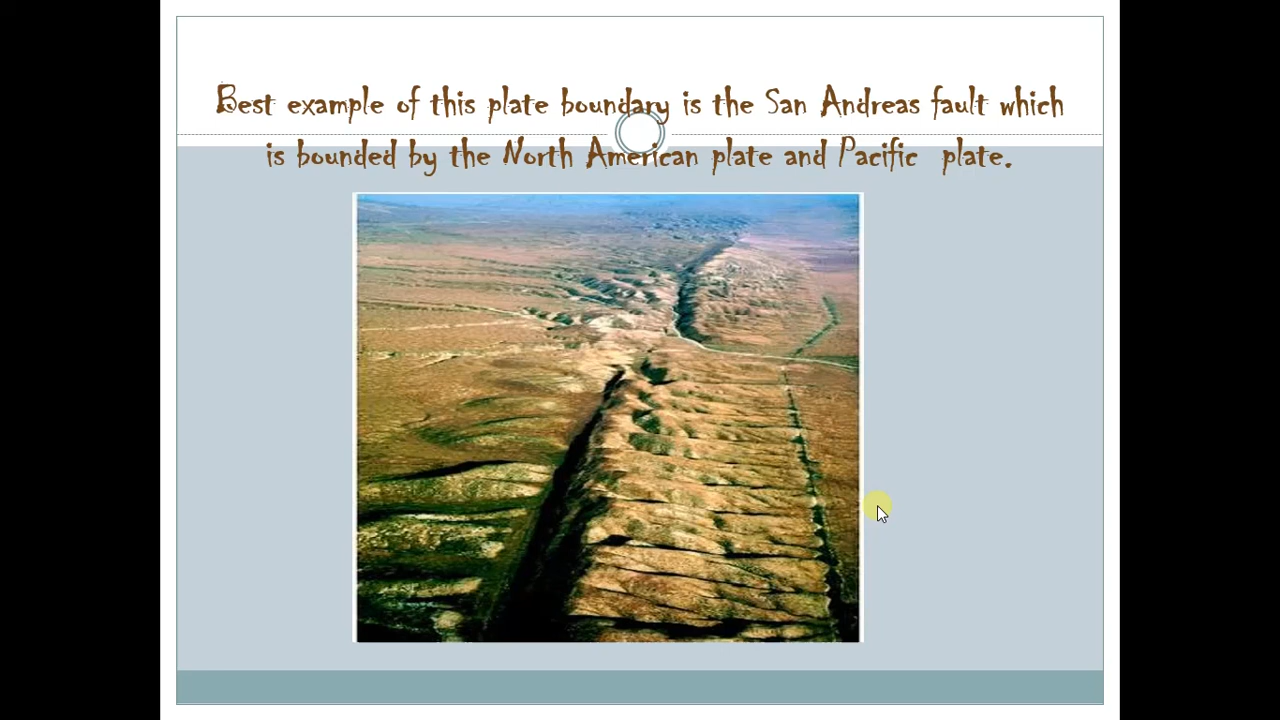 Best example of this plate boundary is the San Andreas fault which
is bounded by the North American plate and Pacific plate.